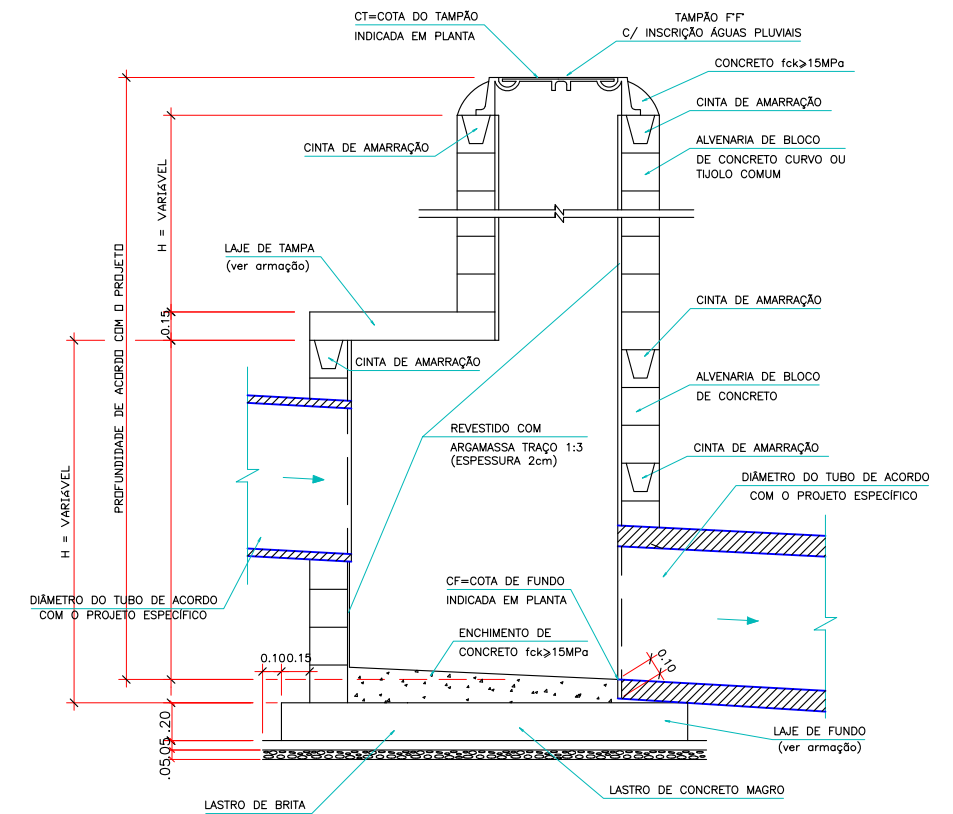 CT=COTA DO TAMPÃO
INDICADA EM PLANTA
TAMPÃO F°F°
C/ INSCRIÇÃO ÁGUAS PLUVIAIS
CONCRETO fck⩾15MPa
CINTA DE AMARRAÇÃO
ALVENARIA DE BLOCO
DE CONCRETO CURVO OU
TIJOLO COMUM
CINTA DE AMARRAÇÃO
H = VARIÁVEL
LAJE DE TAMPA
(ver armação)
PROFUNDIDADE DE ACORDO COM O PROJETO
.0.15
CINTA DE AMARRAÇÃO
CINTA DE AMARRAÇÃO
ALVENARIA DE BLOCO
DE CONCRETO
REVESTIDO COM
ARGAMASSA TRAÇO 1:3
(ESPESSURA 2cm)
CINTA DE AMARRAÇÃO
DIÂMETRO DO TUBO DE ACORDO
COM O PROJETO ESPECÍFICO
H = VARIÁVEL
CF=COTA DE FUNDO
INDICADA EM PLANTA
DIÂMETRO DO TUBO DE ACORDO
COM O PROJETO ESPECÍFICO
ENCHIMENTO DE
CONCRETO fck⩾15MPa
0.10
0.15
0.10
.20
.05
.05
LAJE DE FUNDO
(ver armação)
LASTRO DE CONCRETO MAGRO
LASTRO DE BRITA